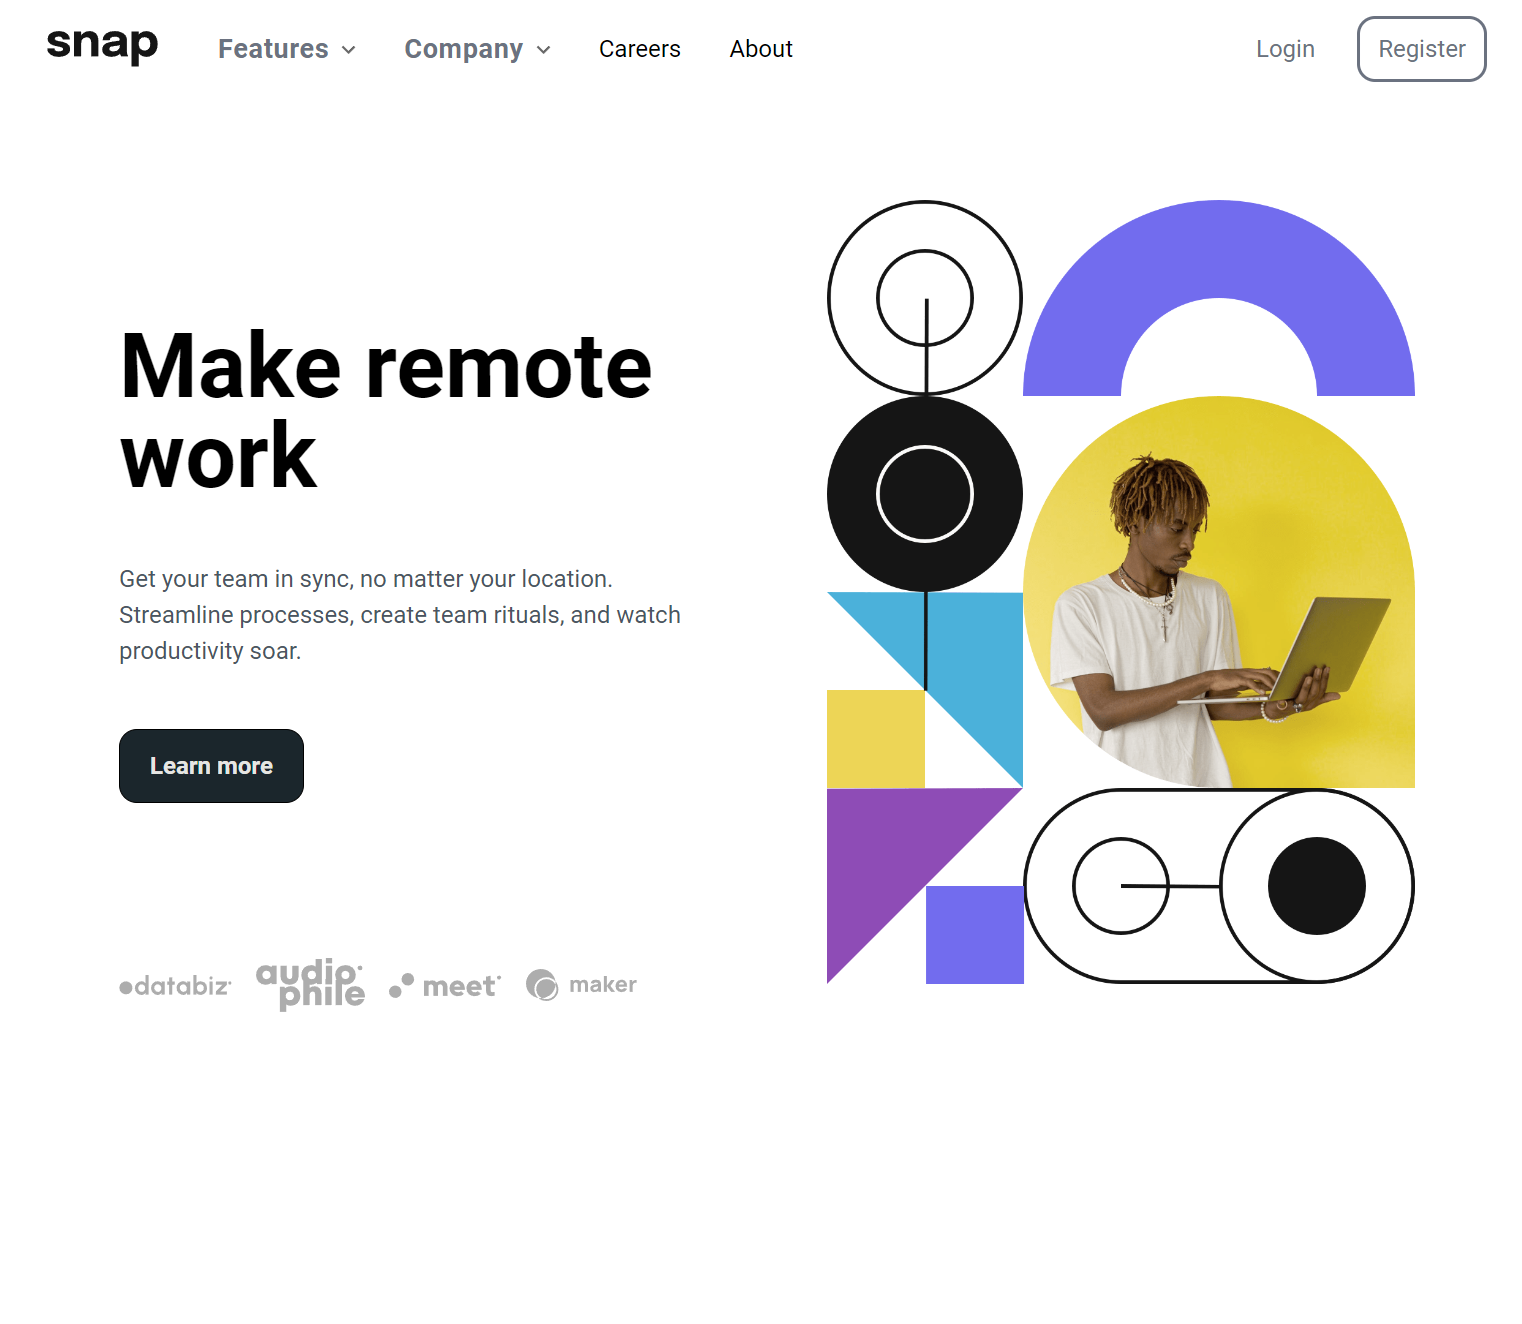 snap Features Company Careers About Login Register
Make remote
work
Get your team in sync, no matter your location.
Streamline processes, create team rituals, and watch
productivity soar.
Learn more
databiz audio phile meet maker